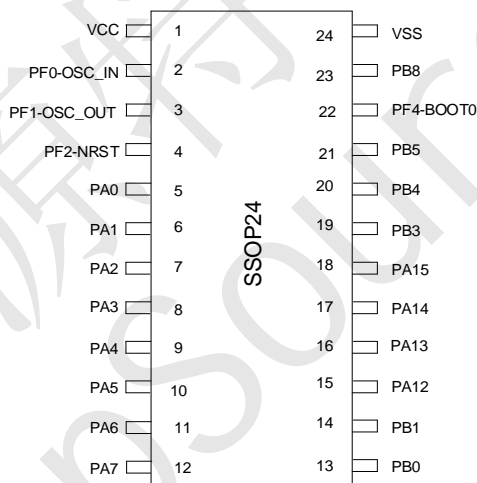 VCC 1 24 VSS
PF0-OSC_IN 2 23 PB8
PF1-OSC_OUT 3 22 PF4-BOOT0
PF2-NRST 4 21 PB5
PA0 5 20 PB4
PA1 6 19 PB3
PA2 7 18 PA15
PA3 8 17 PA14
PA4 9 16 PA13
PA5 10 15 PA12
PA6 11 14 PB1
PA7 12 13 PB0
SSOP24